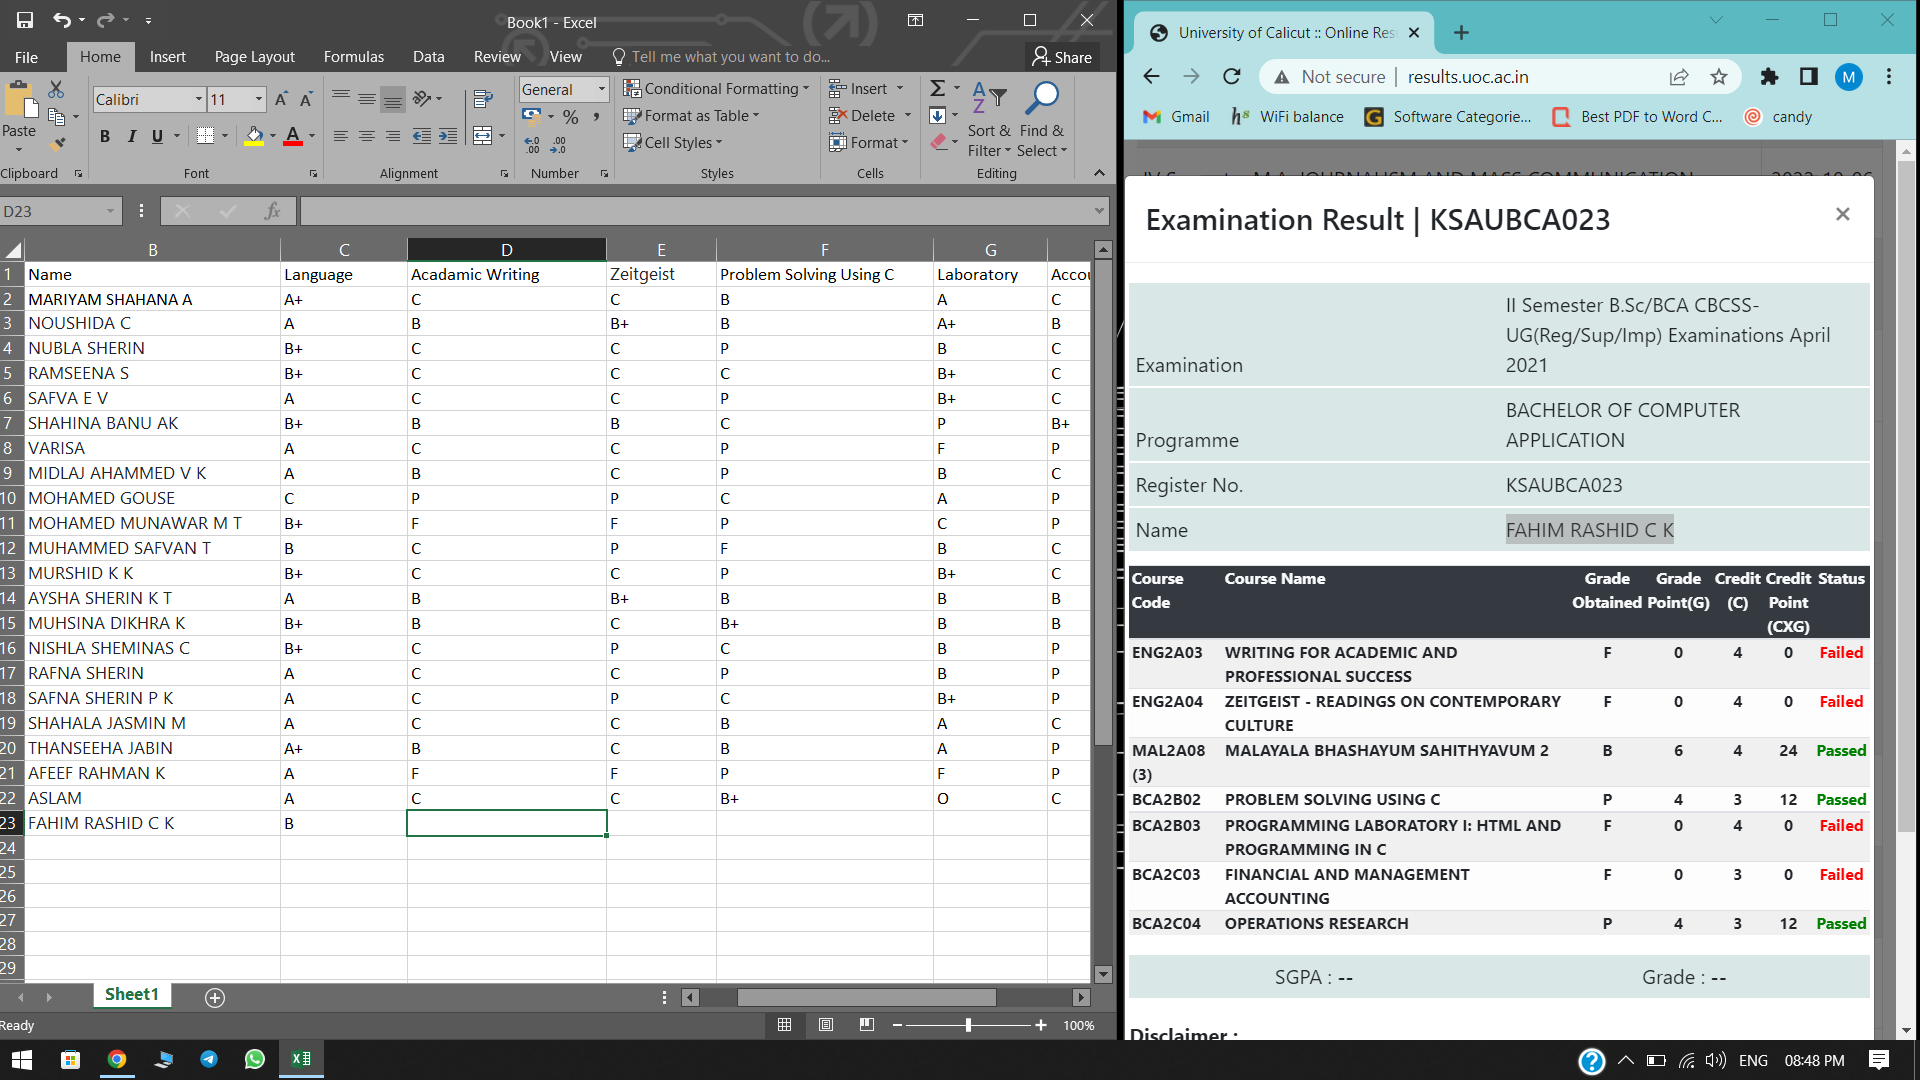 Book1 - Excel
File Home Insert Page Layout Formulas Data Review View Tell me what you want to do... Share
Paste
Calibri 11
B I U
General
Conditional Formatting
Format as Table
Cell Styles
Insert
Delete
Format
Sort & Filter
Find & Select
Clipboard Font Alignment Number Styles Cells Editing
D23 fx
B C D E F G
1 Name Language Acadamic Writing Zeitgeist Problem Solving Using C Laboratory Accou
2 MARIYAM SHAHANA A A+ C C B A C
3 NOUSHIDA C A B B+ B A+ B
4 NUBLA SHERIN B+ C C P B C
5 RAMSEENA S B+ C C C B+ C
6 SAFVA E V A C C P B+ C
7 SHAHINA BANU AK B+ B B C P B+
8 VARISA A C C P F P
9 MIDLAJ AHAMMED V K A B C P B C
10 MOHAMED GOUSE C P P C A P
11 MOHAMED MUNAWAR M T B+ F F P C P
12 MUHAMMED SAFVAN T B C P F B C
13 MURSHID K K B+ C C P B+ C
14 AYSHA SHERIN K T A B B+ B B B
15 MUHSINA DIKHRA K B+ B C B+ B B
16 NISHLA SHEMINAS C B+ C P C B P
17 RAFNA SHERIN A C C P B P
18 SAFNA SHERIN P K A C P C B+ P
19 SHAHALA JASMIN M A C C B A C
20 THANSEEHA JABIN A+ B C B A P
21 AFEEF RAHMAN K A F F P F P
22 ASLAM A C C B+ O C
23 FAHIM RASHID C K B
24
25
26
27
28
29
Sheet1
Ready
100%
University of Calicut :: Online Res
Not secure | results.uoc.ac.in
M
Gmail WiFi balance Software Categorie... Best PDF to Word C... candy
Examination Result | KSAUBCA023
Examination II Semester B.Sc/BCA CBCSS-
UG(Reg/Sup/Imp) Examinations April
2021
Programme BACHELOR OF COMPUTER
APPLICATION
Register No. KSAUBCA023
Name FAHIM RASHID C K
Course Code Course Name Grade Obtained Grade Point(G) Credit (C) Credit Point (CXG) Status
ENG2A03 WRITING FOR ACADEMIC AND F 0 4 0 Failed
PROFESSIONAL SUCCESS
ENG2A04 ZEITGEIST - READINGS ON CONTEMPORARY F 0 4 0 Failed
CULTURE
MAL2A08 MALAYALA BHASHAYUM SAHITHYAVUM 2 B 6 4 24 Passed
(3)
BCA2B02 PROBLEM SOLVING USING C P 4 3 12 Passed
BCA2B03 PROGRAMMING LABORATORY I: HTML AND F 0 4 0 Failed
PROGRAMMING IN C
BCA2C03 FINANCIAL AND MANAGEMENT F 0 3 0 Failed
ACCOUNTING
BCA2C04 OPERATIONS RESEARCH P 4 3 12 Passed
SGPA : -- Grade : --
Disclaimer :
ENG 08:48 PM